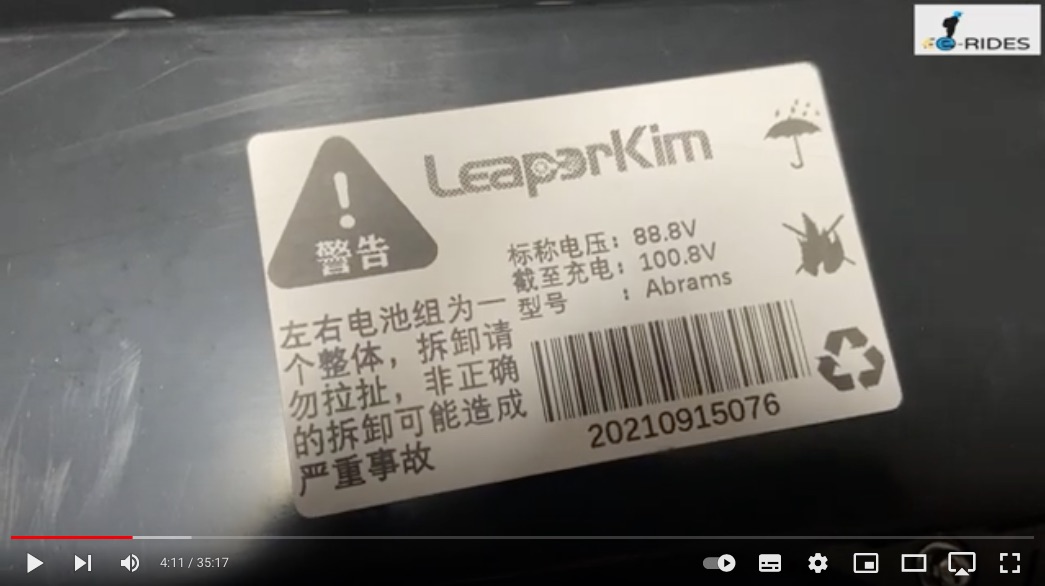 e-RIDES
LeaperKim
警告
标称电压：88.8V
截至充电：100.8V
型号　　：Abrams
左右电池组为一
个整体，拆卸请
勿拉扯，非正确
的拆卸可能造成
严重事故
20210915076
4:11 / 35:17